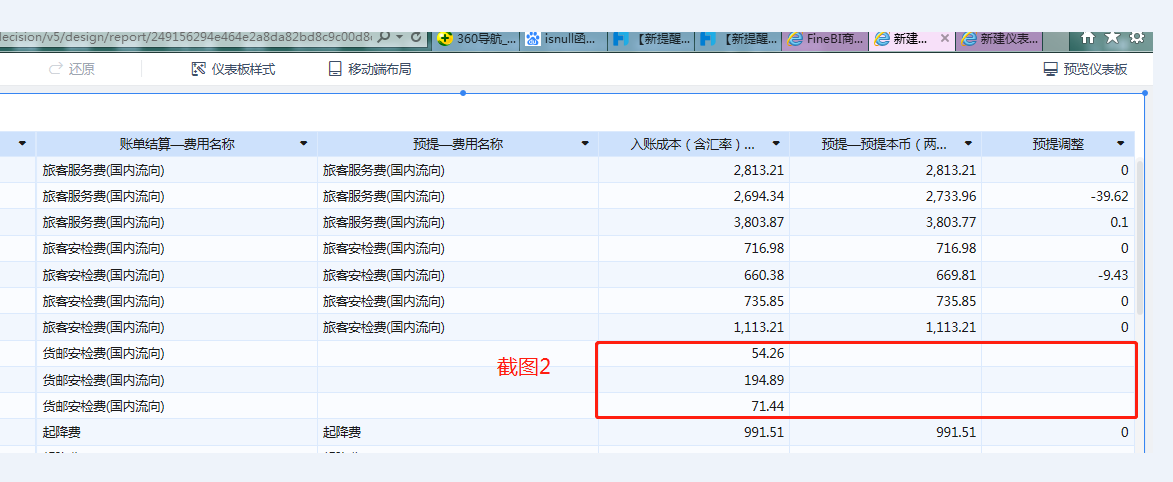 decision/v5/design/report/249156294e464e2a8da82bd8c9c00d8 360导航_... isnull函... 【新提醒... 【新提醒... FineBI商... 新建... 新建仪表...
还原 仪表板样式 移动端布局 预览仪表板
账单结算—费用名称 预提—费用名称 入账成本（含汇率）... 预提—预提本币（两... 预提调整
旅客服务费(国内流向) 旅客服务费(国内流向) 2,813.21 2,813.21 0
旅客服务费(国内流向) 旅客服务费(国内流向) 2,694.34 2,733.96 -39.62
旅客服务费(国内流向) 旅客服务费(国内流向) 3,803.87 3,803.77 0.1
旅客安检费(国内流向) 旅客安检费(国内流向) 716.98 716.98 0
旅客安检费(国内流向) 旅客安检费(国内流向) 660.38 669.81 -9.43
旅客安检费(国内流向) 旅客安检费(国内流向) 735.85 735.85 0
旅客安检费(国内流向) 旅客安检费(国内流向) 1,113.21 1,113.21 0
货邮安检费(国内流向) 54.26
截图2
货邮安检费(国内流向) 194.89
货邮安检费(国内流向) 71.44
起降费 起降费 991.51 991.51 0